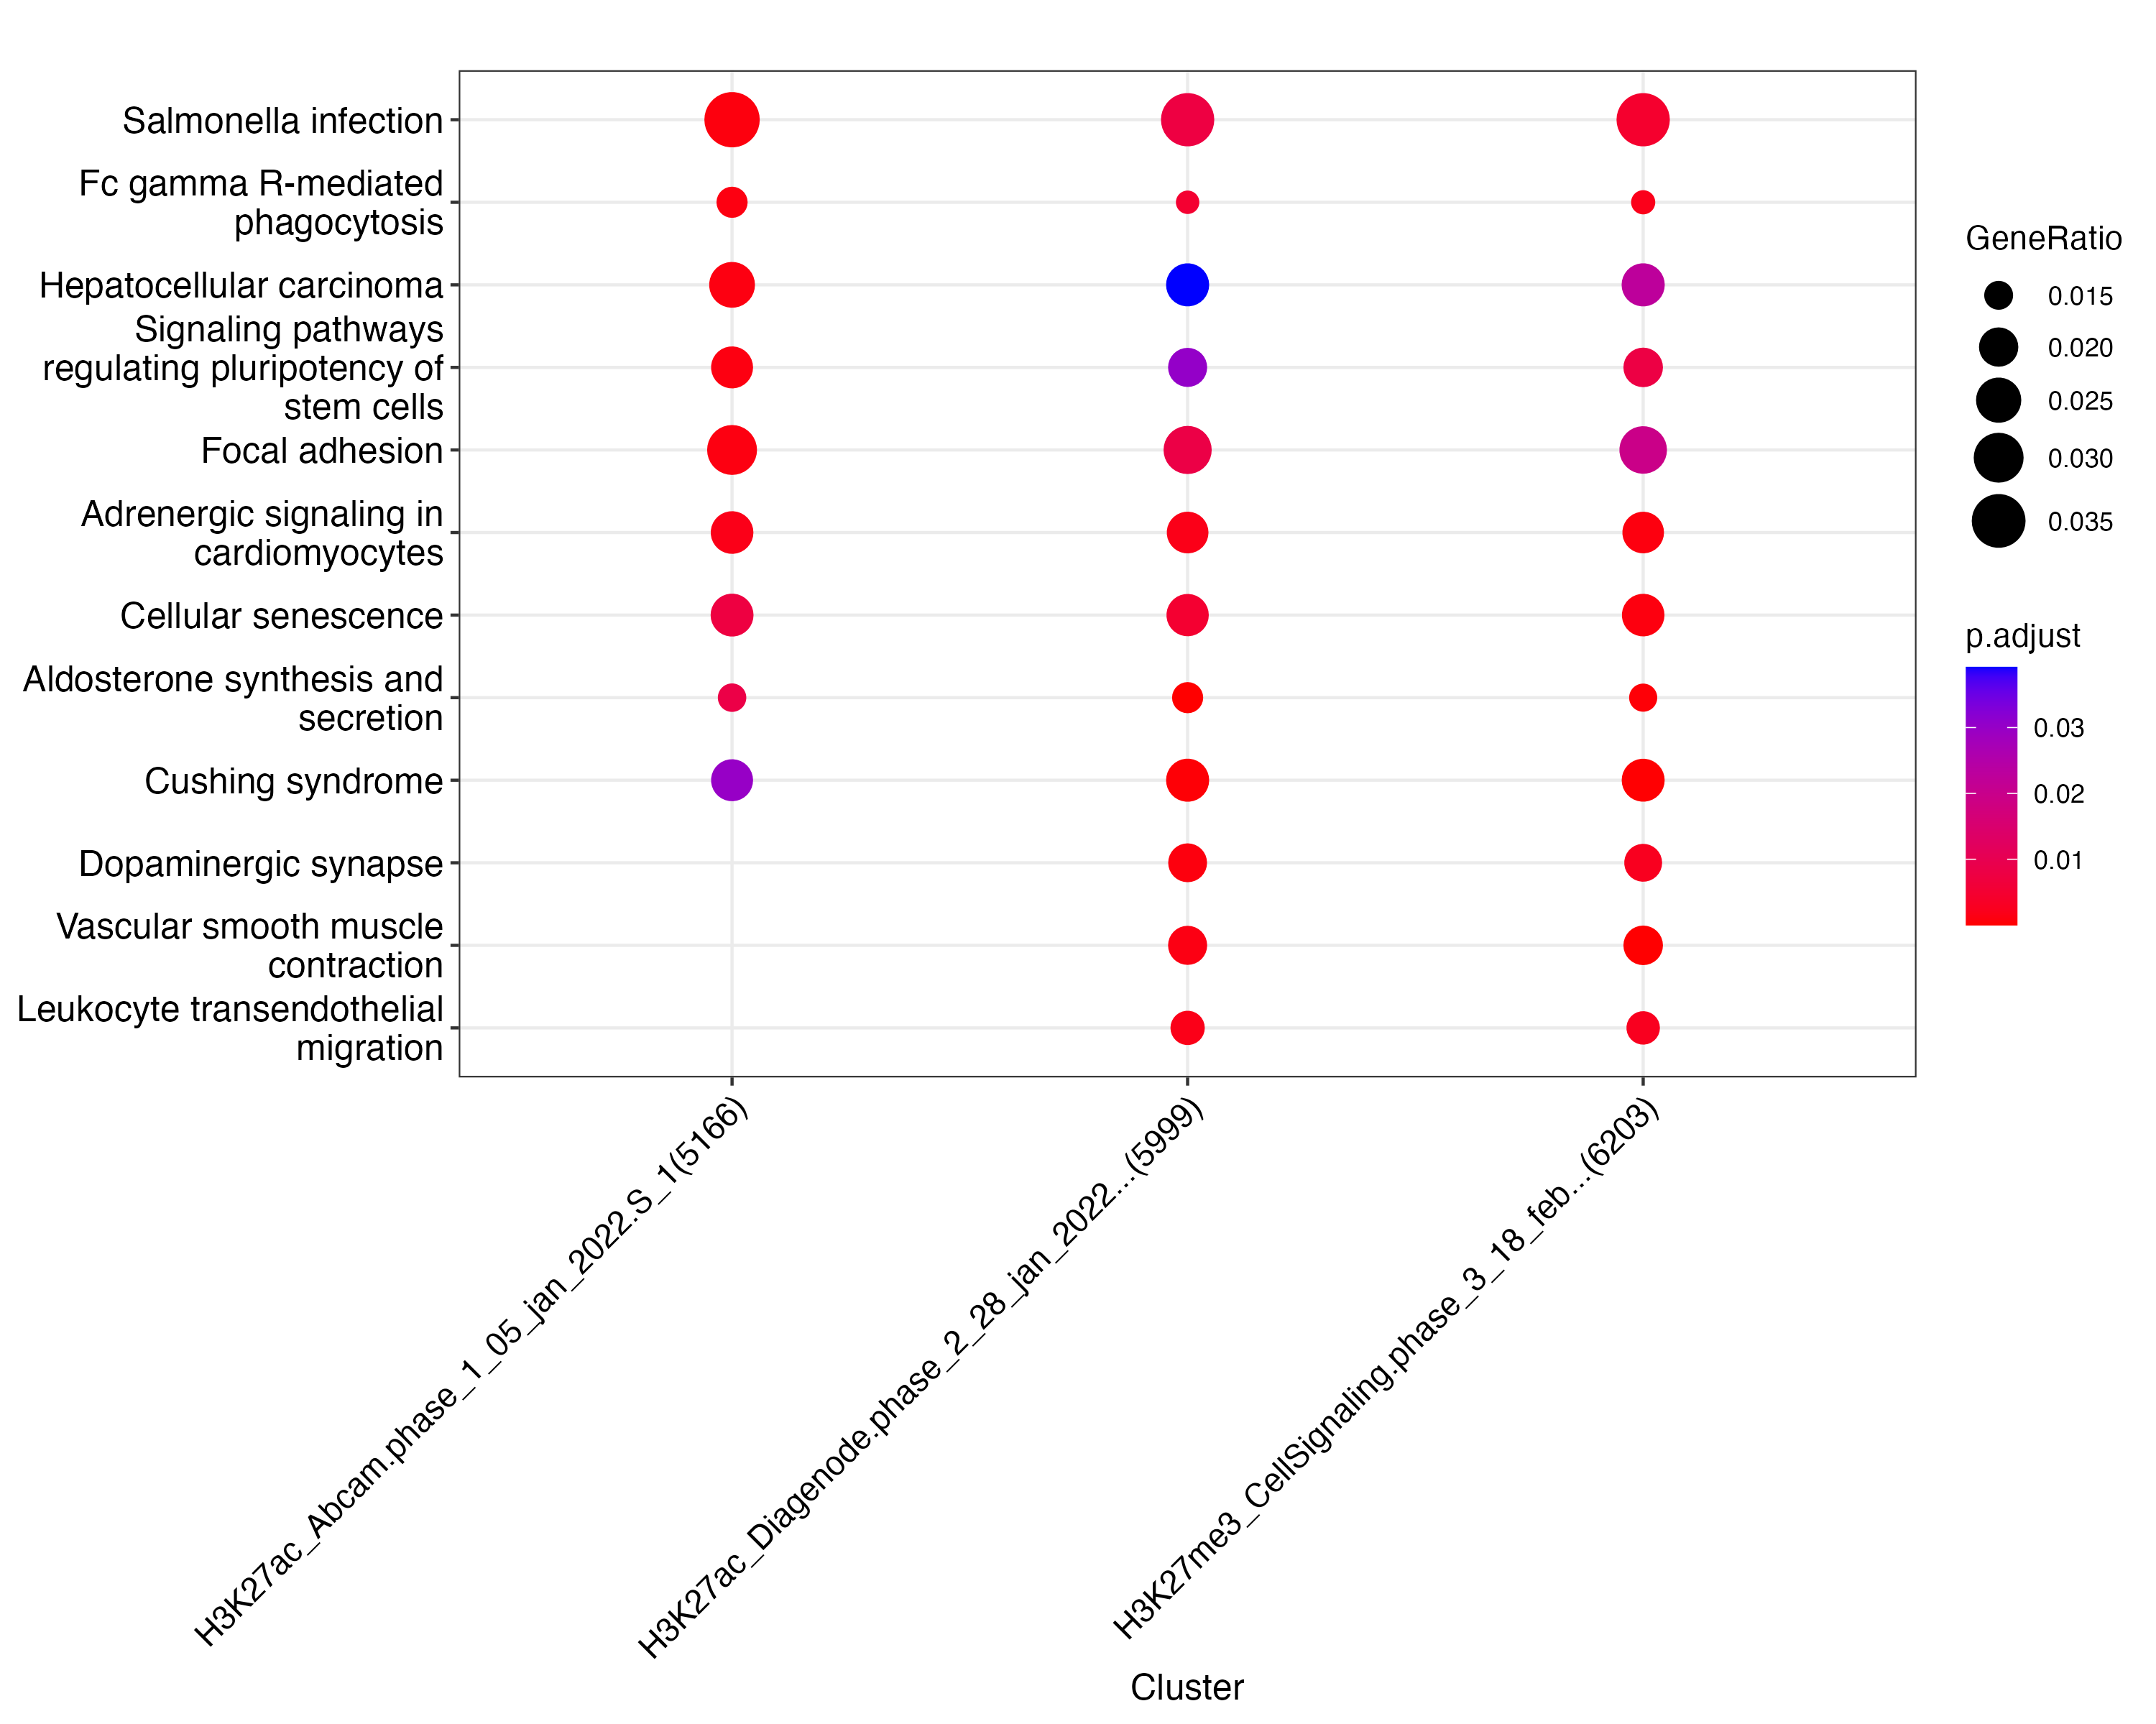 Salmonella infection
Fc gamma R-mediated
phagocytosis
Hepatocellular carcinoma
Signaling pathways
regulating pluripotency of
stem cells
Focal adhesion
Adrenergic signaling in
cardiomyocytes
Cellular senescence
Aldosterone synthesis and
secretion
Cushing syndrome
Dopaminergic synapse
Vascular smooth muscle
contraction
Leukocyte transendothelial
migration
H3K27ac_Abcam.phase_1_05_jan_2022.S_1(5166)
H3K27ac_Diagenode.phase_2_28_jan_2022...(5999)
H3K27me3_CellSignaling.phase_3_18_feb...(6203)
Cluster
GeneRatio
0.015
0.020
0.025
0.030
0.035
p.adjust
0.03
0.02
0.01